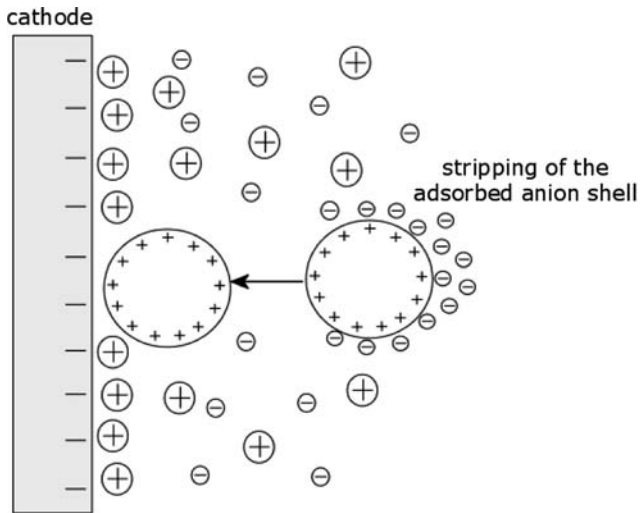 cathode
stripping of the
adsorbed anion shell